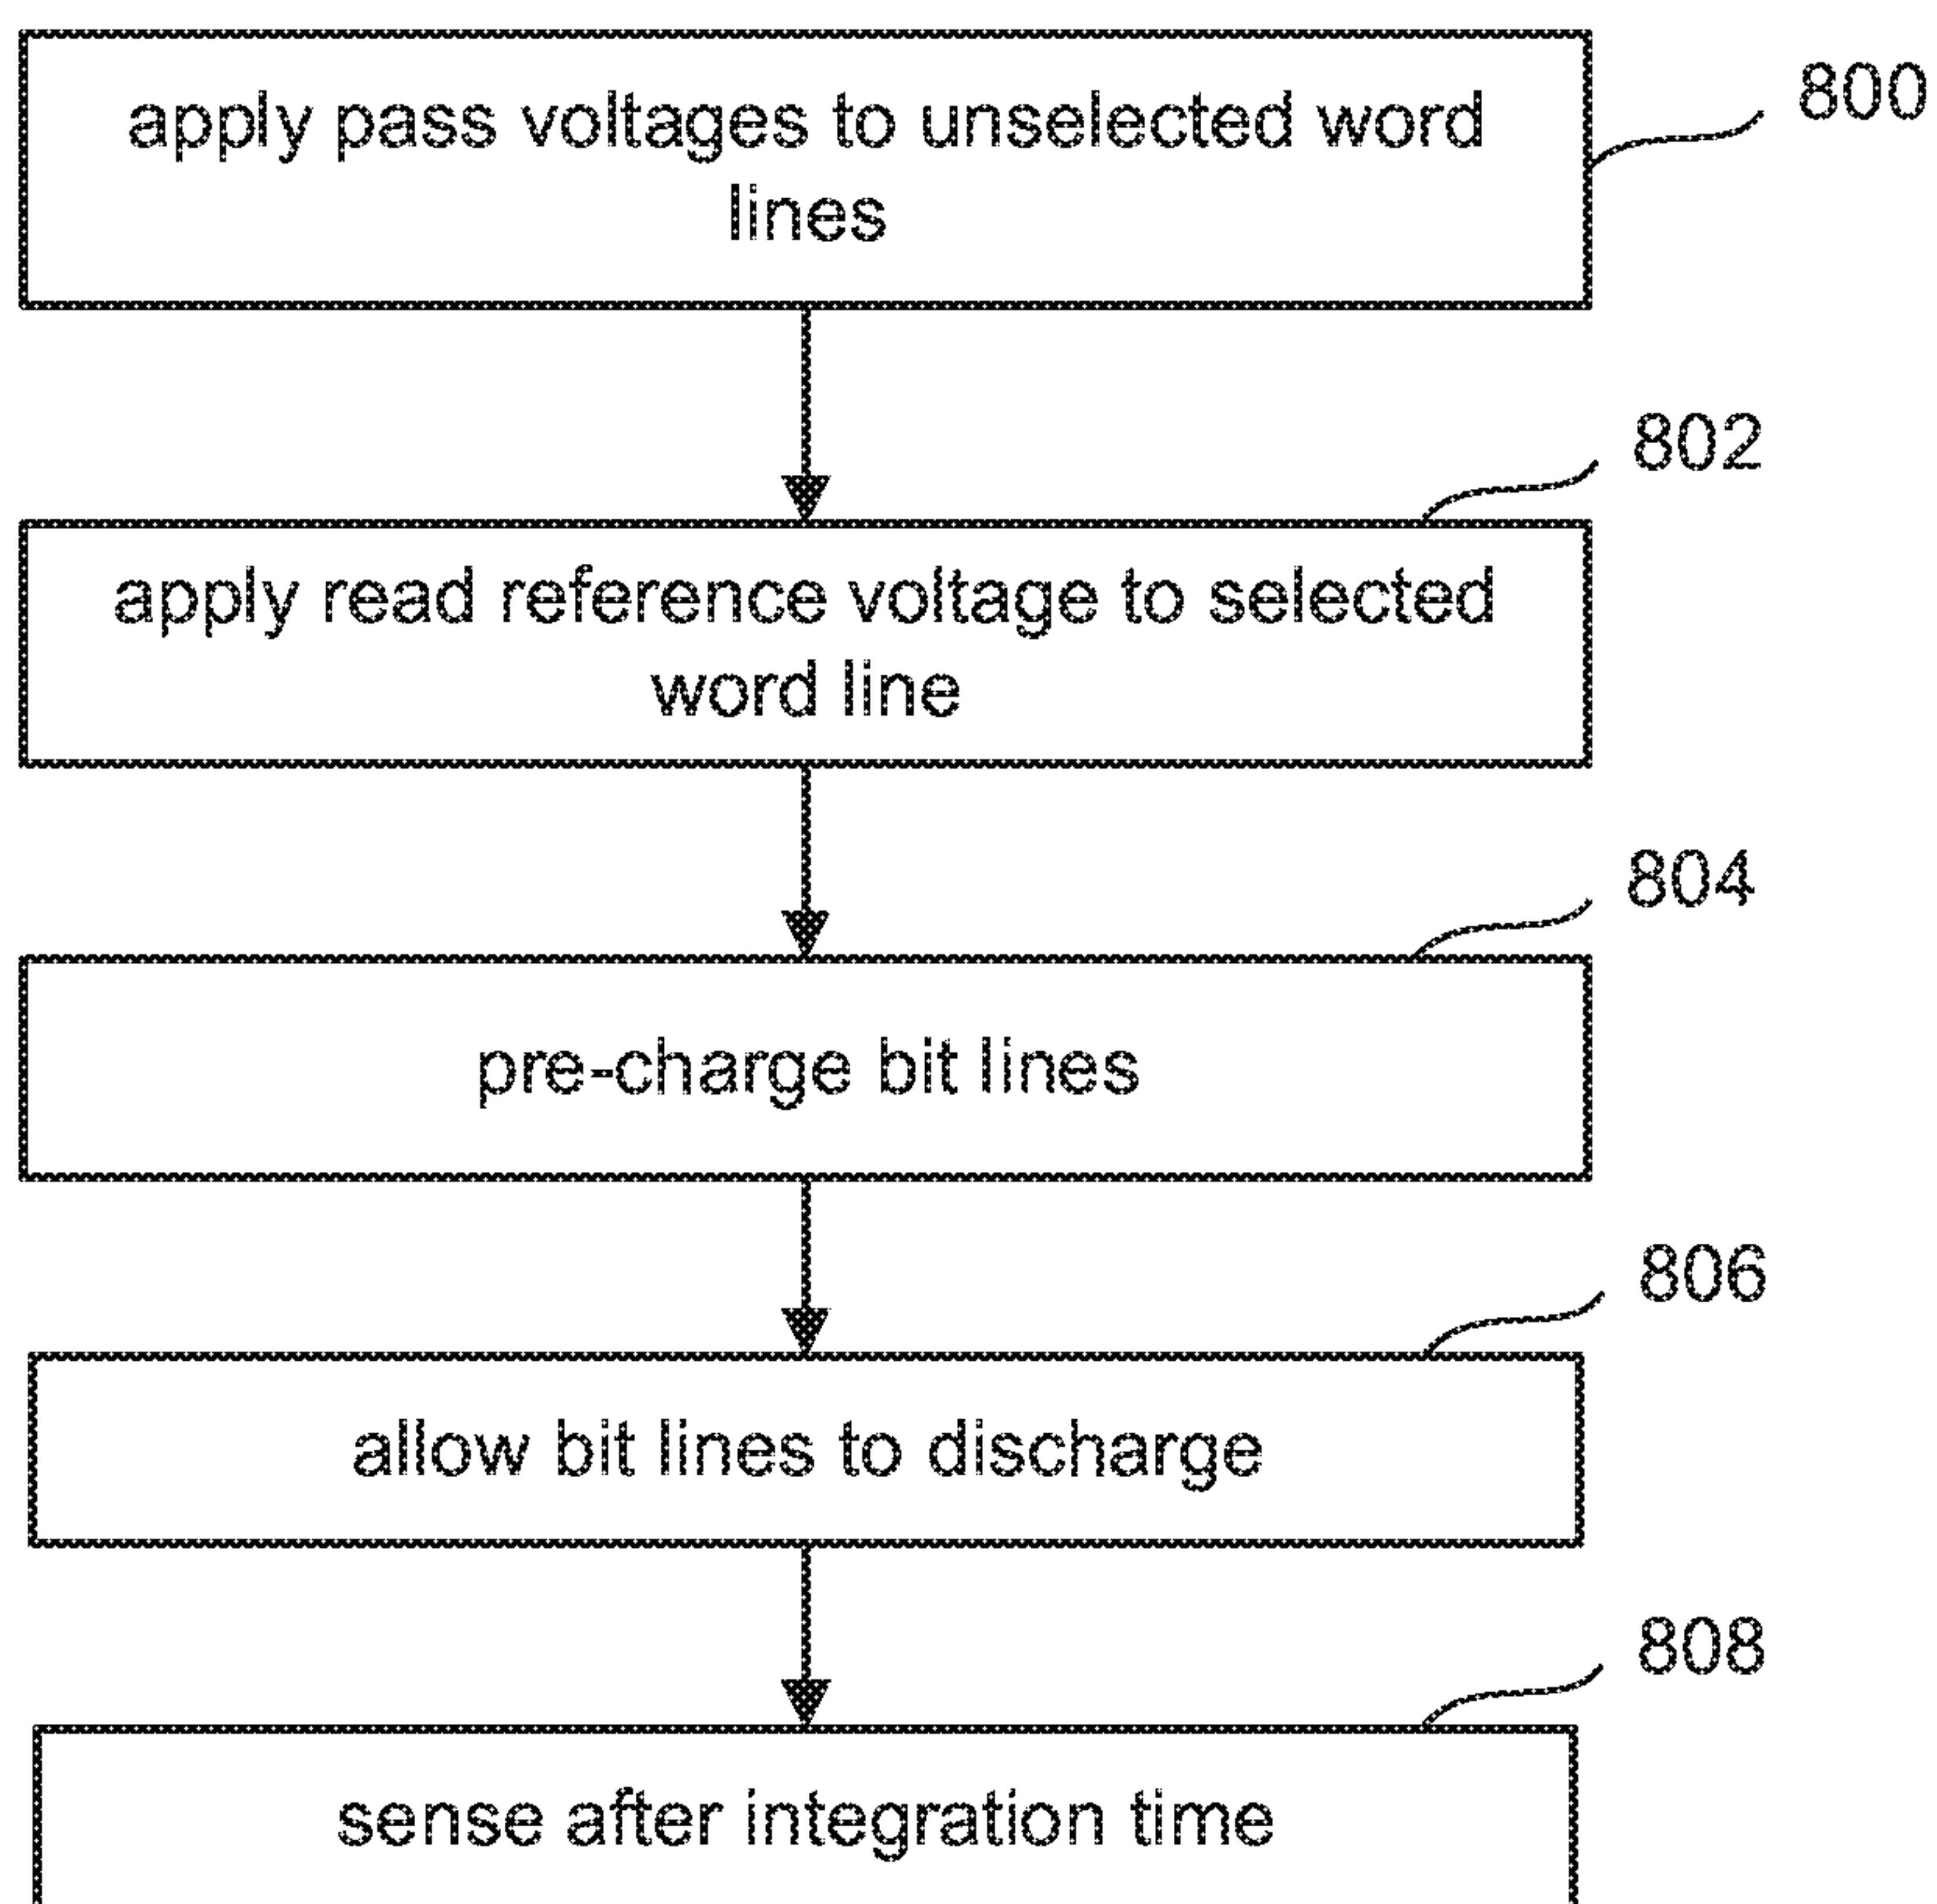 apply pass voltages to unselected word
lines
800
802
apply read reference voltage to selected
word line
804
pre-charge bit lines
806
allow bit lines to discharge
808
sense after integration time